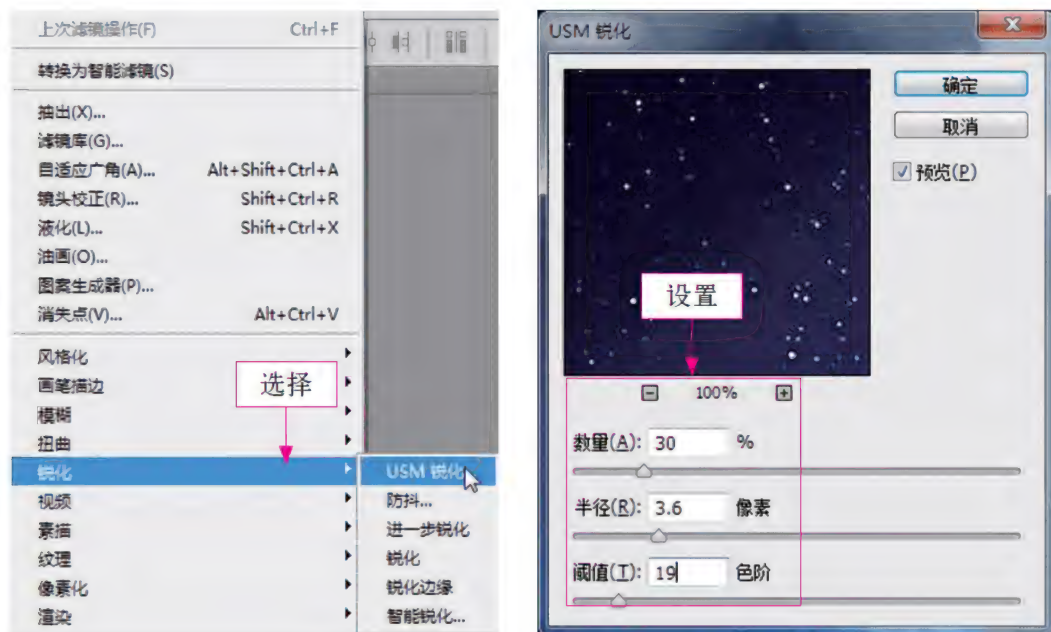 上次滤镜操作(F) Ctrl+F
转换为智能滤镜(S)
抽出(X)...
滤镜库(G)...
自适应广角(A)... Alt+Shift+Ctrl+A
镜头校正(R)... Shift+Ctrl+R
液化(L)... Shift+Ctrl+X
油画(O)...
图案生成器(P)...
消失点(V)... Alt+Ctrl+V
风格化
画笔描边
选择
模糊
扭曲
锐化
视频
素描
纹理
像素化
渲染
USM 锐化
防抖...
进一步锐化
锐化
锐化边缘
智能锐化...
USM 锐化
确定
取消
预览(P)
设置
100%
数量(A): 30 %
半径(R): 3.6 像素
阈值(T): 19 色阶